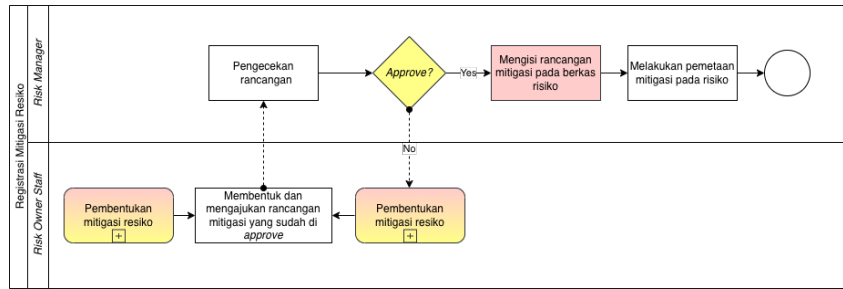 Registrasi Mitigasi Resiko
Risk Manager
Pengecekan
rancangan
Approve?
Yes
Mengisi rancangan
mitigasi pada berkas
risiko
Melakukan pemetaan
mitigasi pada risiko
No
Risk Owner Staff
Pembentukan
mitigasi resiko
Membentuk dan
mengajukan rancangan
mitigasi yang sudah di
approve
Pembentukan
mitigasi resiko